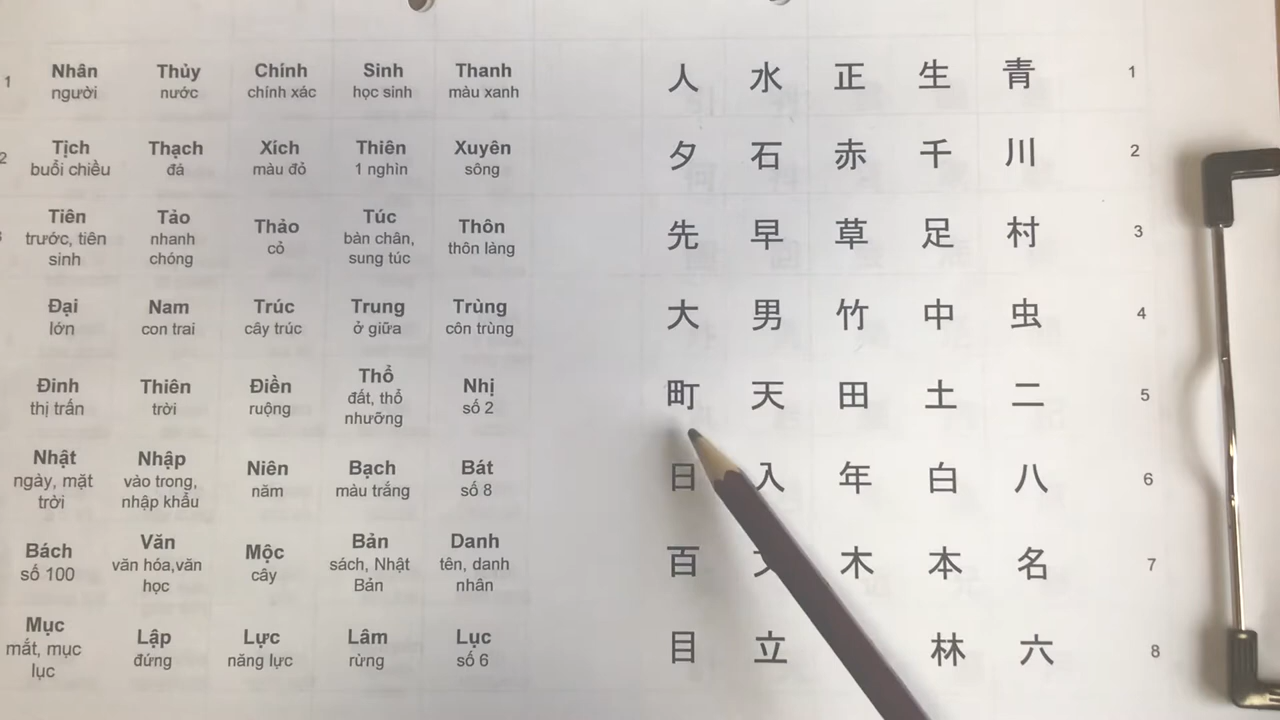 1 Nhân Thủy Chính Sinh Thanh 人 水 正 生 青 1
người nước chính xác học sinh màu xanh
2 Tịch Thạch Xích Thiên Xuyên 夕 石 赤 千 川 2
buổi chiều đá màu đỏ 1 nghìn sông
Tiên Tảo Thảo Túc Thôn 先 早 草 足 村 3
trước, tiên nhanh cỏ bàn chân, thôn làng
sinh chóng sung túc
Đại Nam Trúc Trung Trùng 大 男 竹 中 虫 4
lớn con trai cây trúc ở giữa côn trùng
Đinh Thiên Điền Thổ Nhị 町 天 田 土 二 5
thị trấn trời ruộng đất, thổ số 2
nhưỡng
Nhật Nhập Niên Bạch Bát 日 入 年 白 八 6
ngày, mặt vào trong, năm màu trắng số 8
trời nhập khẩu
Bách Văn Mộc Bản Danh 百 木 本 名 7
số 100 văn hóa,văn cây sách, Nhật tên, danh
học Bản nhân
Mục Lập Lực Lâm Lục 目 立 林 六 8
mắt, mục đứng năng lực rừng số 6
lục